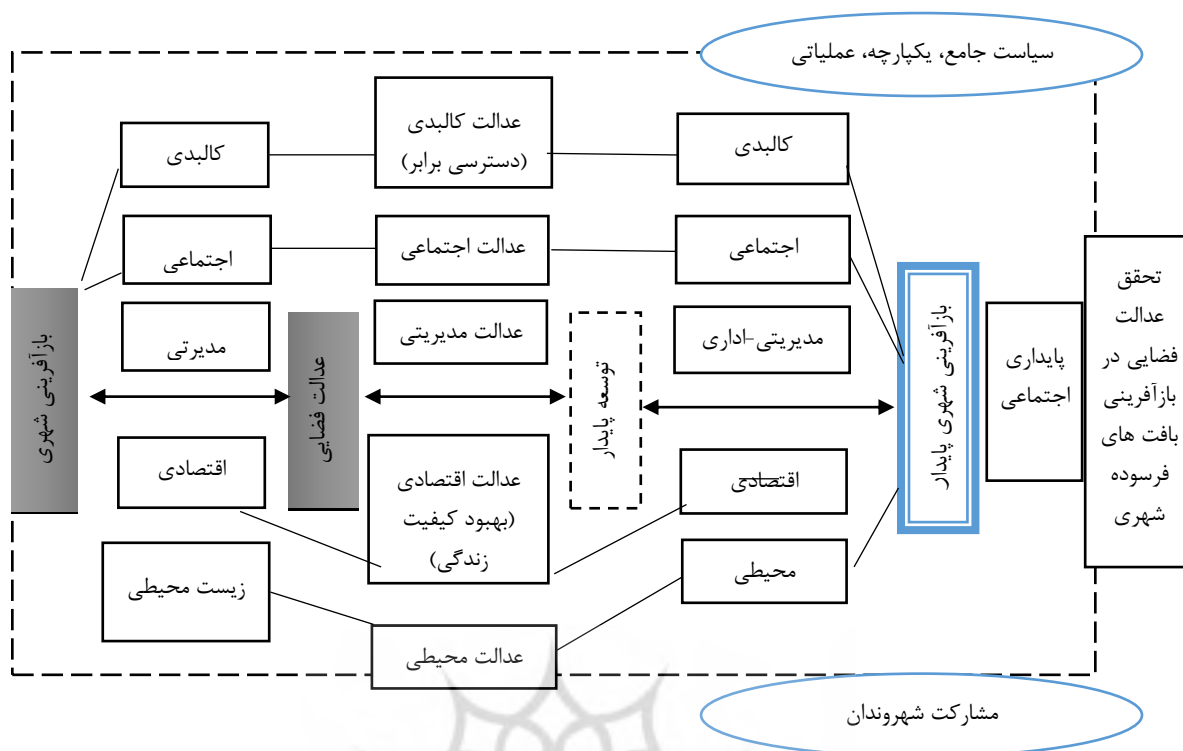 سیاست جامع، یکپارچه، عملیاتی
کالبدی
عدالت کالبدی
(دسترسی برابر)
کالبدی
اجتماعی
عدالت اجتماعی
اجتماعی
تحقق
عدالت
فضایی در
بازآفرینی
بافت های
فرسوده
شهری
پایداری
اجتماعی
بازآفرینی شهری پایدار
مدیریتی-اداری
توسعه پایدار
عدالت مدیریتی
عدالت فضایی
مدیرتی
بازآفرینی شهری
اقتصادی
عدالت اقتصادی
(بهبود کیفیت
زندگی)
اقتصادی
محیطی
عدالت محیطی
زیست محیطی
مشارکت شهروندان